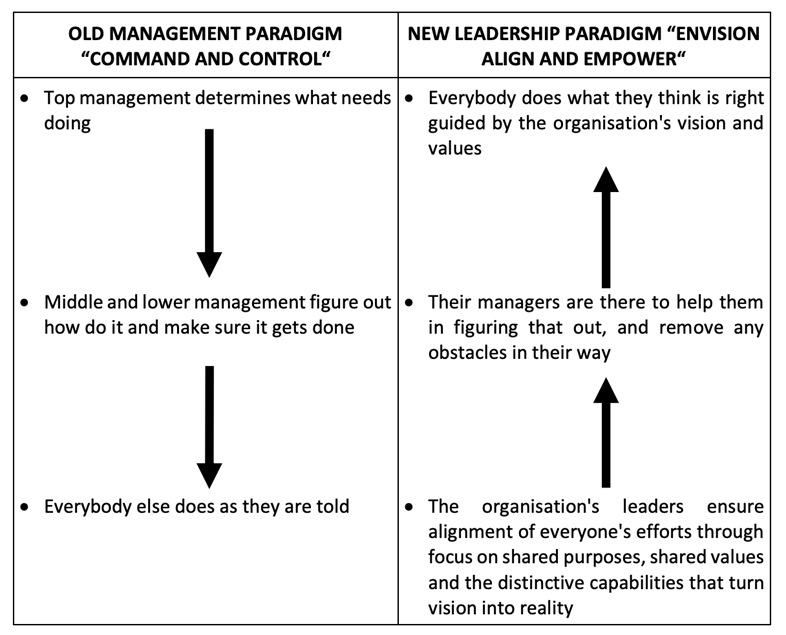 OLD MANAGEMENT PARADIGM
“COMMAND AND CONTROL“
• Top management determines what needs
doing
• Middle and lower management figure out
how do it and make sure it gets done
• Everybody else does as they are told
NEW LEADERSHIP PARADIGM “ENVISION
ALIGN AND EMPOWER“
• Everybody does what they think is right
guided by the organisation's vision and
values
• Their managers are there to help them
in figuring that out, and remove any
obstacles in their way
• The organisation's leaders ensure
alignment of everyone's efforts through
focus on shared purposes, shared values
and the distinctive capabilities that turn
vision into reality